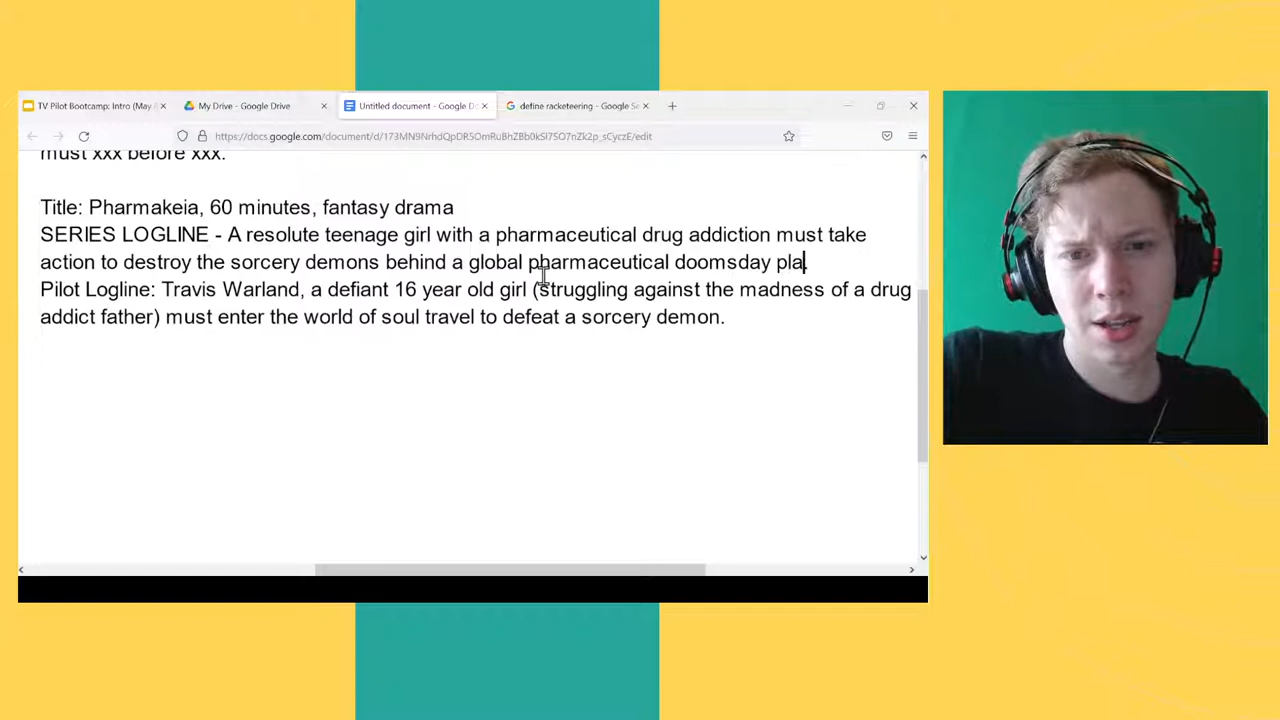 TV Pilot Bootcamp: Intro (May
My Drive - Google Drive
Untitled document - Google Do
define racketeering - Google Se
https://docs.google.com/document/d/173MN9NrhdQpDR5OmRuBhZBb0kSl7SO7nZk2p_sCyczE/edit
must xxx before xxx.
Title: Pharmakeia, 60 minutes, fantasy drama
SERIES LOGLINE - A resolute teenage girl with a pharmaceutical drug addiction must take
action to destroy the sorcery demons behind a global pharmaceutical doomsday pla.
Pilot Logline: Travis Warland, a defiant 16 year old girl (struggling against the madness of a drug
addict father) must enter the world of soul travel to defeat a sorcery demon.